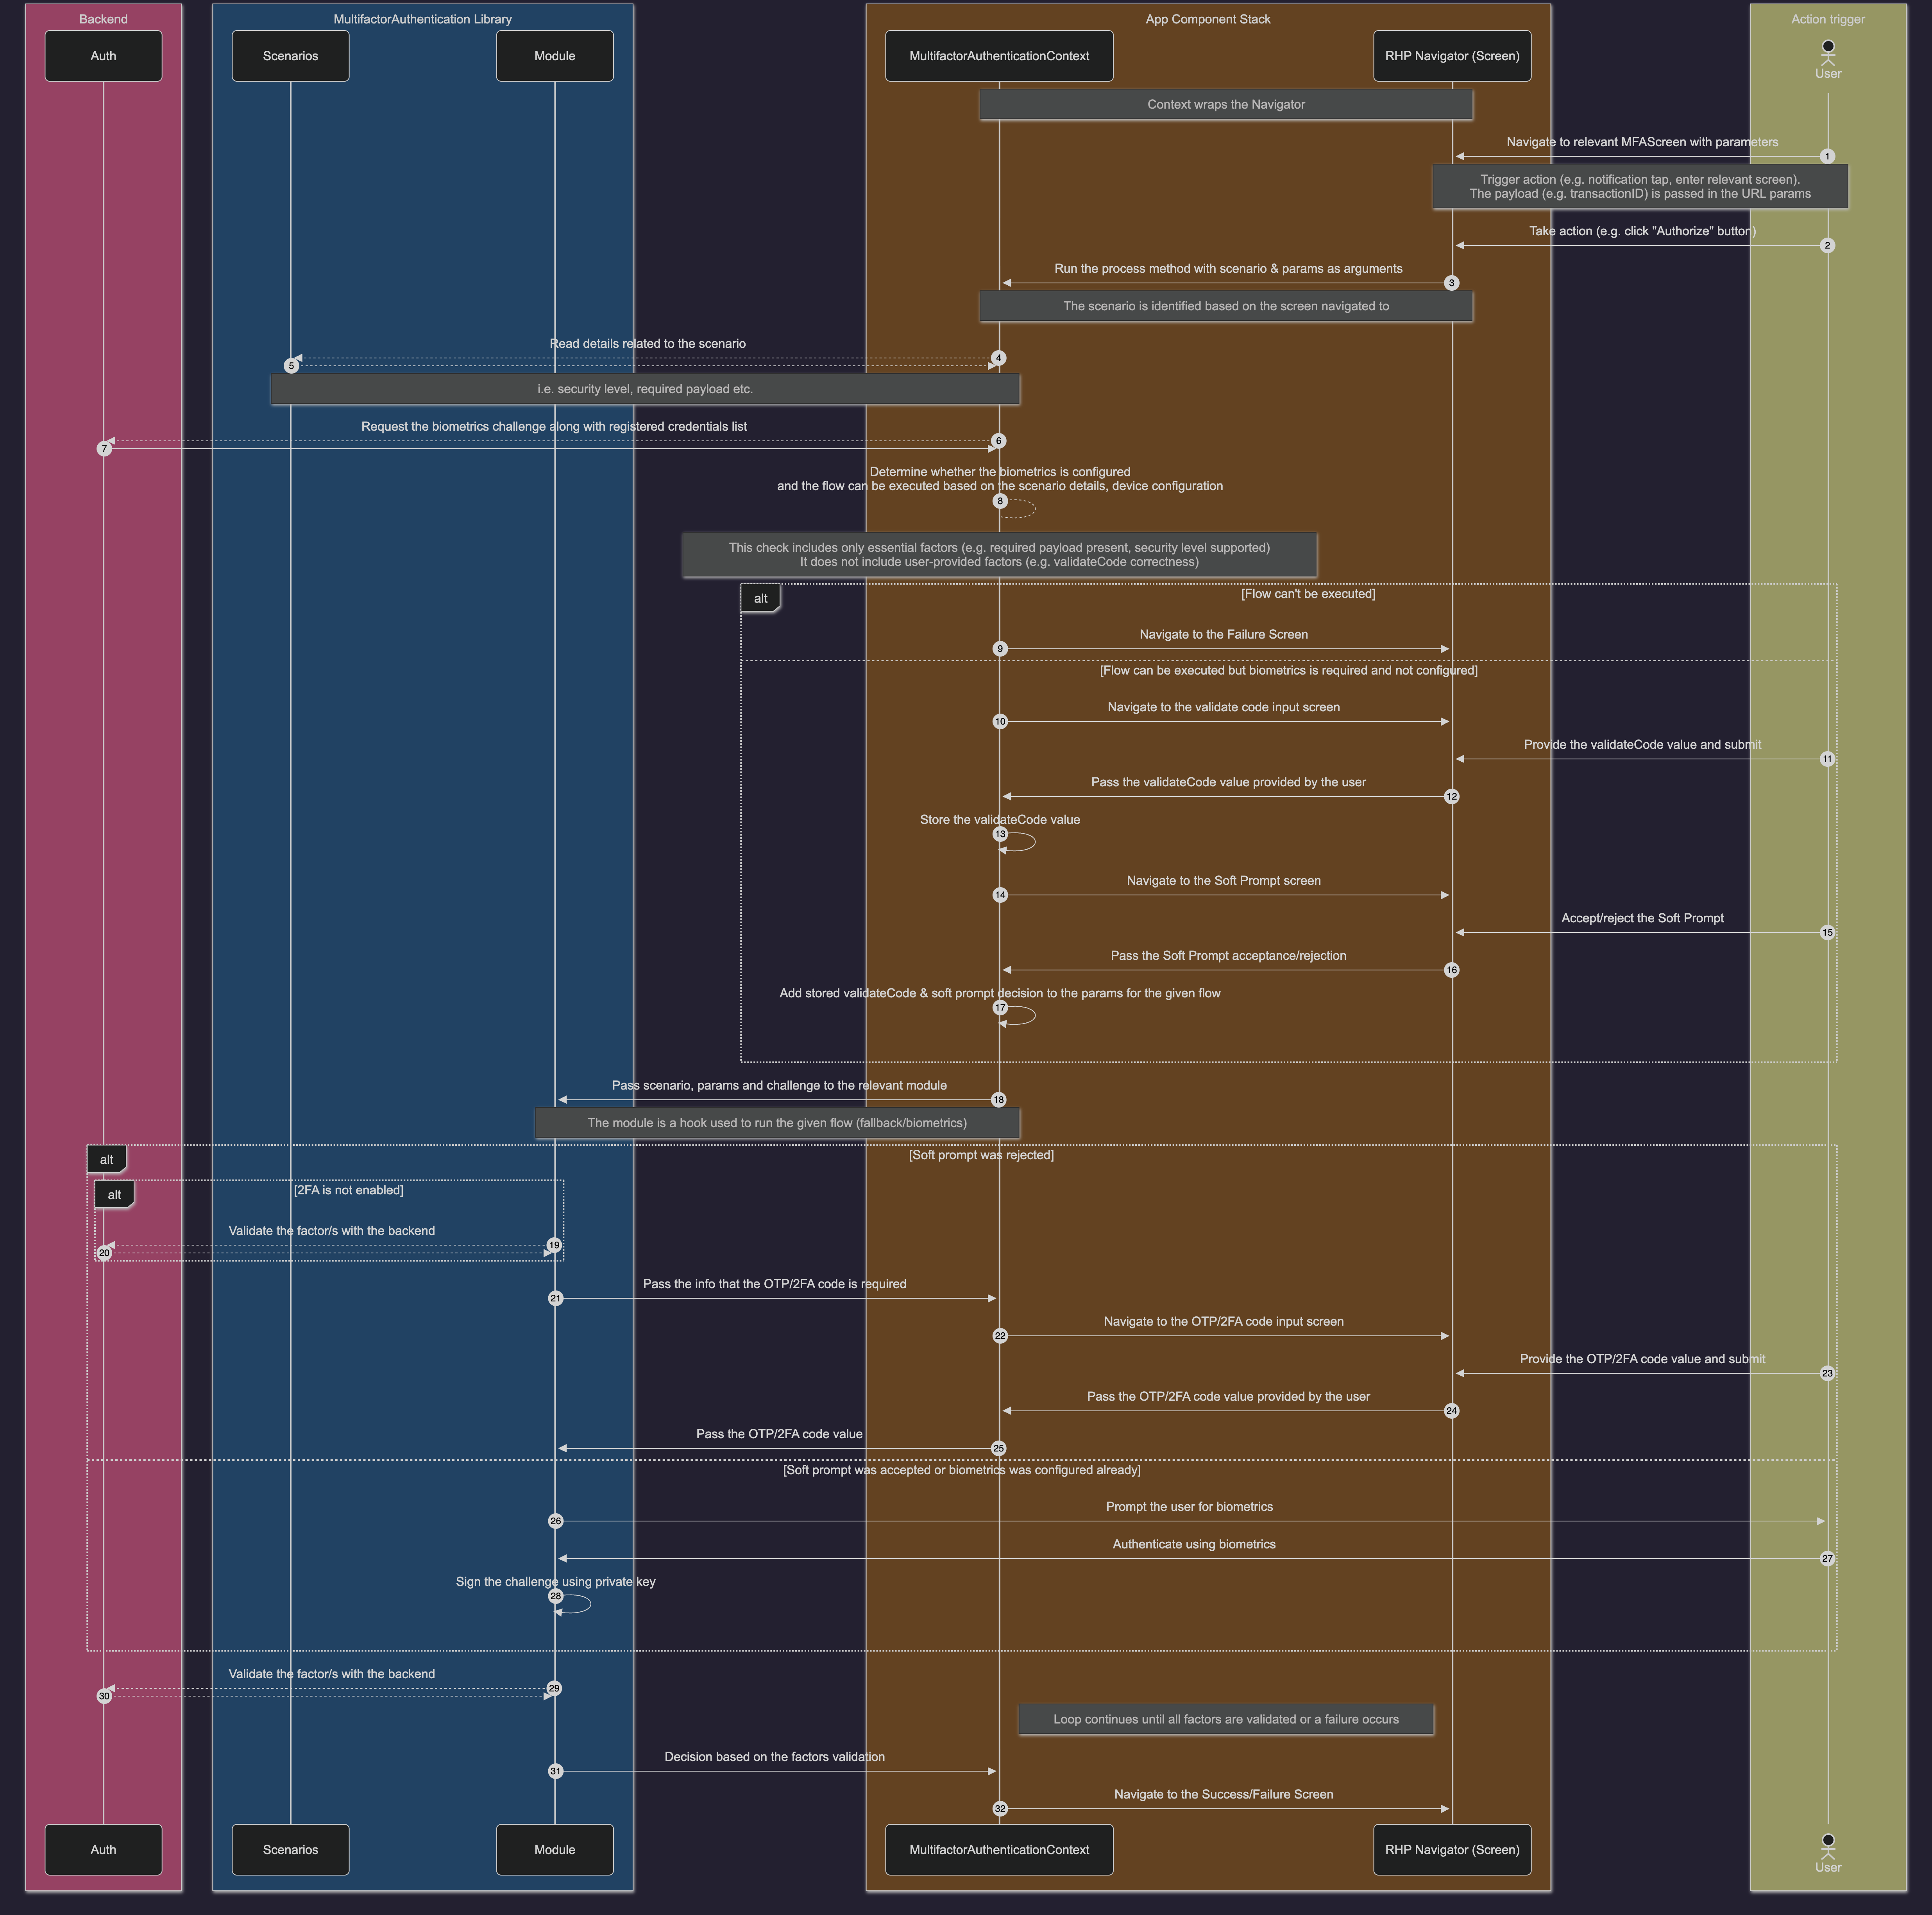 Backend
MultifactorAuthentication Library
App Component Stack
Action trigger
Auth
Scenarios
Module
MultifactorAuthenticationContext
RHP Navigator (Screen)
User
Context wraps the Navigator
Navigate to relevant MFAScreen with parameters
1
Trigger action (e.g. notification tap, enter relevant screen).
The payload (e.g. transactionID) is passed in the URL params
Take action (e.g. click "Authorize" button)
2
Run the process method with scenario & params as arguments
3
The scenario is identified based on the screen navigated to
Read details related to the scenario
4
5
i.e. security level, required payload etc.
Request the biometrics challenge along with registered credentials list
6
7
Determine whether the biometrics is configured
and the flow can be executed based on the scenario details, device configuration
8
This check includes only essential factors (e.g. required payload present, security level supported)
It does not include user-provided factors (e.g. validateCode correctness)
alt
[Flow can't be executed]
Navigate to the Failure Screen
9
[Flow can be executed but biometrics is required and not configured]
Navigate to the validate code input screen
10
Provide the validateCode value and submit
11
Pass the validateCode value provided by the user
12
Store the validateCode value
13
Navigate to the Soft Prompt screen
14
Accept/reject the Soft Prompt
15
Pass the Soft Prompt acceptance/rejection
16
Add stored validateCode & soft prompt decision to the params for the given flow
17
Pass scenario, params and challenge to the relevant module
18
The module is a hook used to run the given flow (fallback/biometrics)
alt
[Soft prompt was rejected]
alt
[2FA is not enabled]
Validate the factor/s with the backend
19
20
Pass the info that the OTP/2FA code is required
21
Navigate to the OTP/2FA code input screen
22
Provide the OTP/2FA code value and submit
23
Pass the OTP/2FA code value provided by the user
24
Pass the OTP/2FA code value
25
[Soft prompt was accepted or biometrics was configured already]
Prompt the user for biometrics
26
Authenticate using biometrics
27
Sign the challenge using private key
28
Validate the factor/s with the backend
29
30
Loop continues until all factors are validated or a failure occurs
Decision based on the factors validation
31
Navigate to the Success/Failure Screen
32
Auth
Scenarios
Module
MultifactorAuthenticationContext
RHP Navigator (Screen)
User